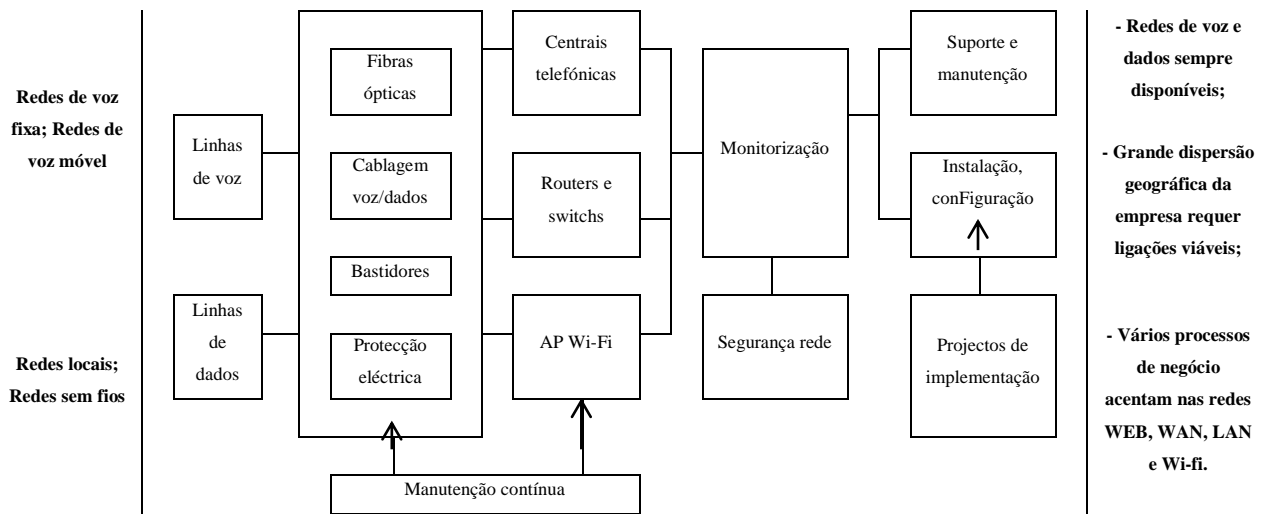 Redes de voz
fixa; Redes de
voz móvel
Redes locais;
Redes sem fios
Linhas
de voz
Linhas
de
dados
Fibras
ópticas
Cablagem
voz/dados
Bastidores
Protecção
eléctrica
Manutenção contínua
Centrais
telefónicas
Routers e
switchs
AP Wi-Fi
Monitorização
Segurança rede
Suporte e
manutenção
Instalação,
conFiguração
Projectos de
implementação
- Redes de voz e
dados sempre
disponíveis;
- Grande dispersão
geográfica da
empresa requer
ligações viáveis;
- Vários processos
de negócio
acentam nas redes
WEB, WAN, LAN
e Wi-fi.